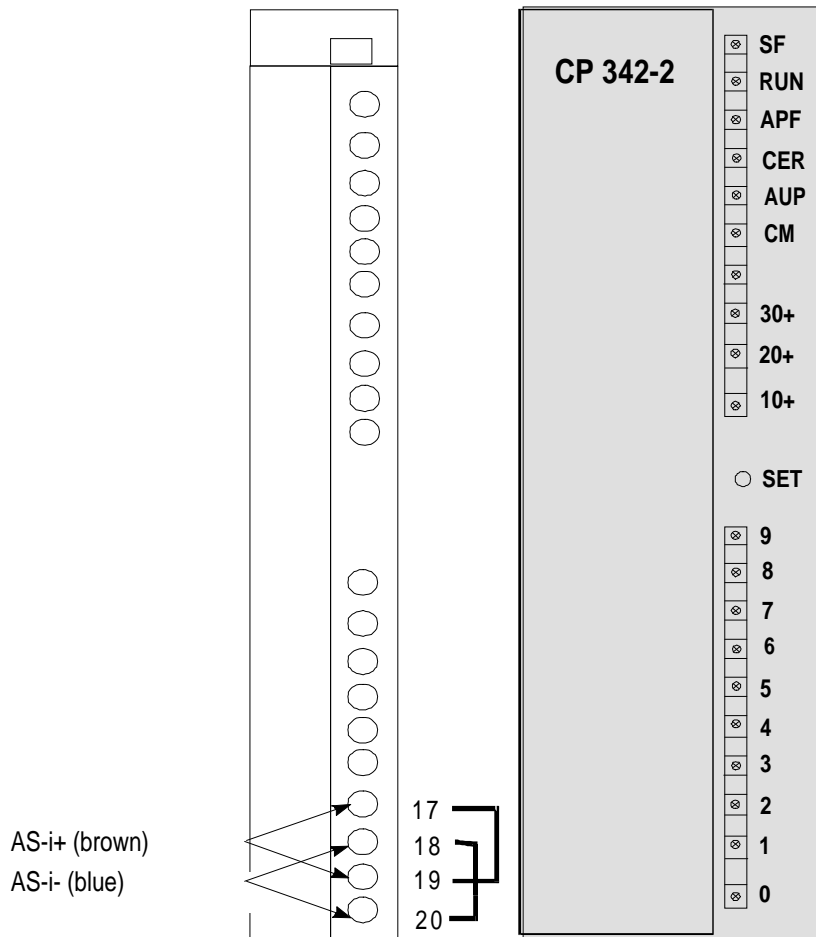 CP 342-2
SF
RUN
APF
CER
AUP
CM
30+
20+
10+
SET
9
8
7
6
5
4
3
2
1
0
AS-i+ (brown)
AS-i- (blue)
17
18
19
20